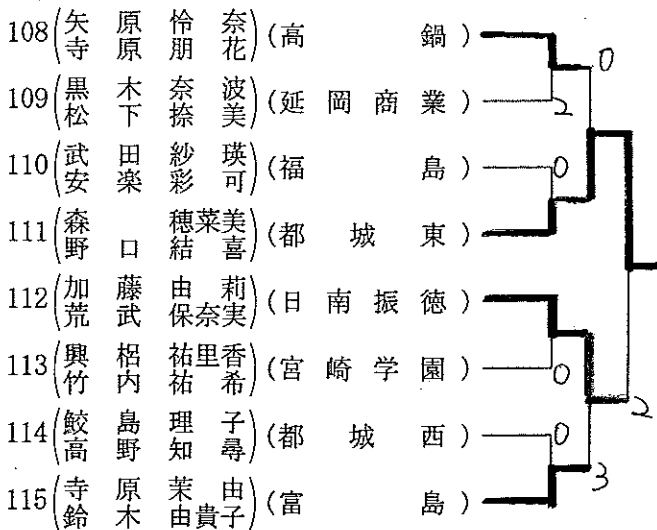 108 (矢原怜奈 寺原朋花) (高鍋) 0
109 (黒木奈波 松下捺美) (延岡商業) 2
110 (武田紗瑛 安楽彩可) (福島) 0
111 (森穂菜美 野口結喜) (都城東)
112 (加藤由莉 荒武保奈実) (日南振徳)
113 (興梠祐里香 竹内祐希) (宮崎学園) 0
2
114 (鮫島理子 高野知尋) (都城西) 0
3
115 (寺原茉由 鈴木由貴子) (富島)